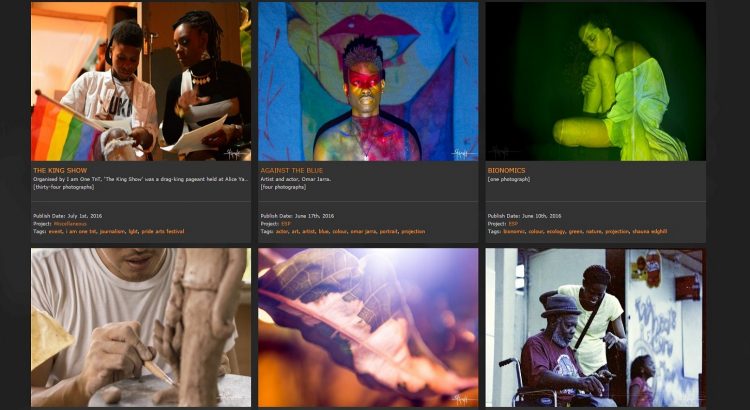 THE KING SHOW
Organised by I am One TnT, 'The King Show' was a drag-king pageant held at Alice Ya...
[thirty-four photographs]
Publish Date: July 1st, 2016
Project: Miscellaneous
Tags: event, i am one tnt, journalism, lgbt, pride arts festival
AGAINST THE BLUE
Artist and actor, Omar Jarra.
[four photographs]
Publish Date: June 17th, 2016
Project: ESP
Tags: actor, art, artist, blue, colour, omar jarra, portrait, projection
BIONOMICS
[one photograph]
Publish Date: June 10th, 2016
Project: ESP
Tags: bionomic, colour, ecology, green, nature, projection, shauna edghill